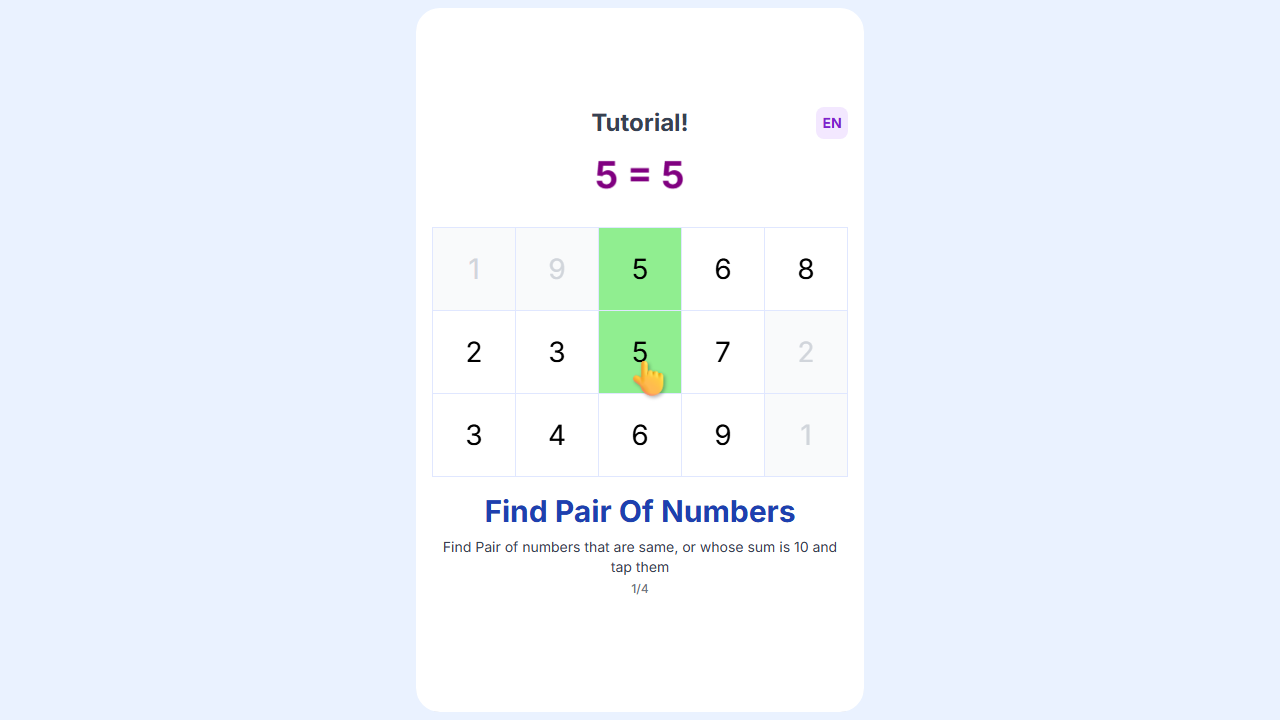 Tutorial!
EN
5 = 5
1 9 5 6 8
2 3 5 7 2
3 4 6 9 1
Find Pair Of Numbers
Find Pair of numbers that are same, or whose sum is 10 and
tap them
1/4